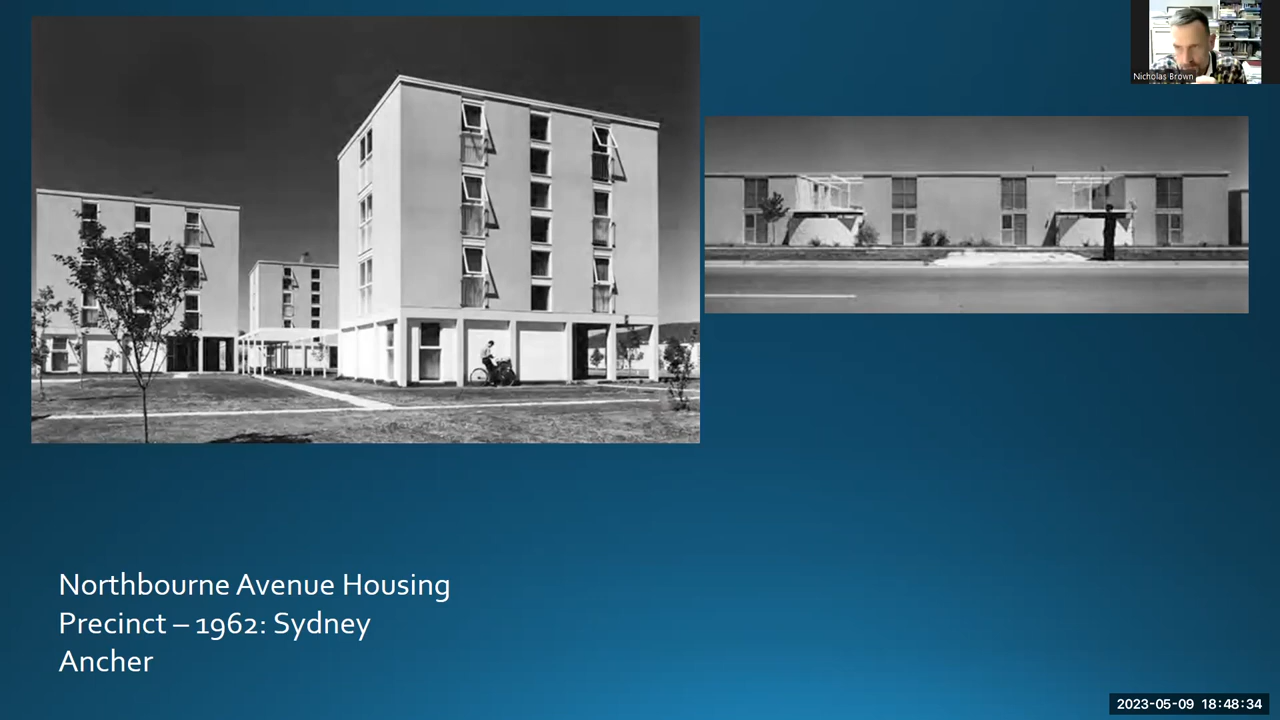 Nicholas Brown
Northbourne Avenue Housing
Precinct – 1962: Sydney
Ancher
2023-05-09 18:48:34